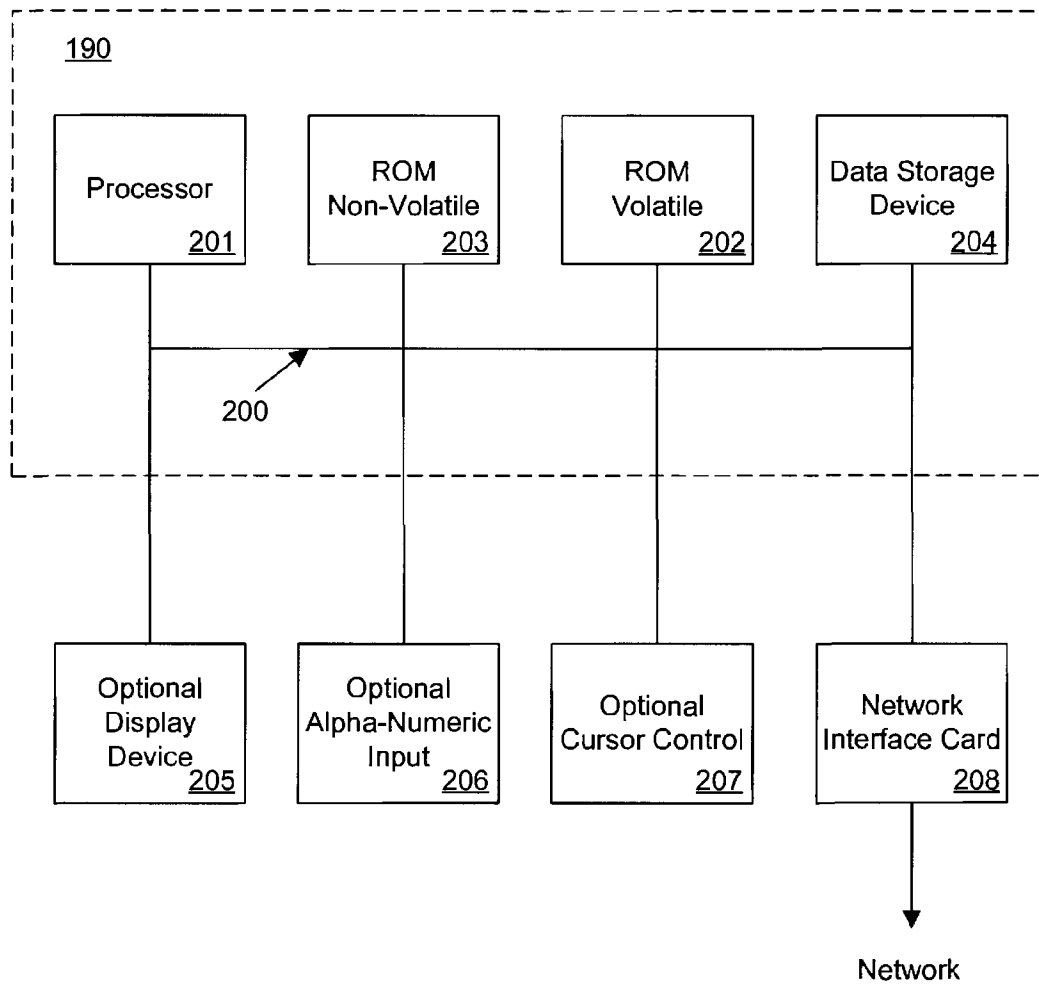 190
Processor
201
ROM
Non-Volatile
203
ROM
Volatile
202
Data Storage
Device
204
200
Optional
Display
Device
205
Optional
Alpha-Numeric
Input
206
Optional
Cursor Control
207
Network
Interface Card
208
Network